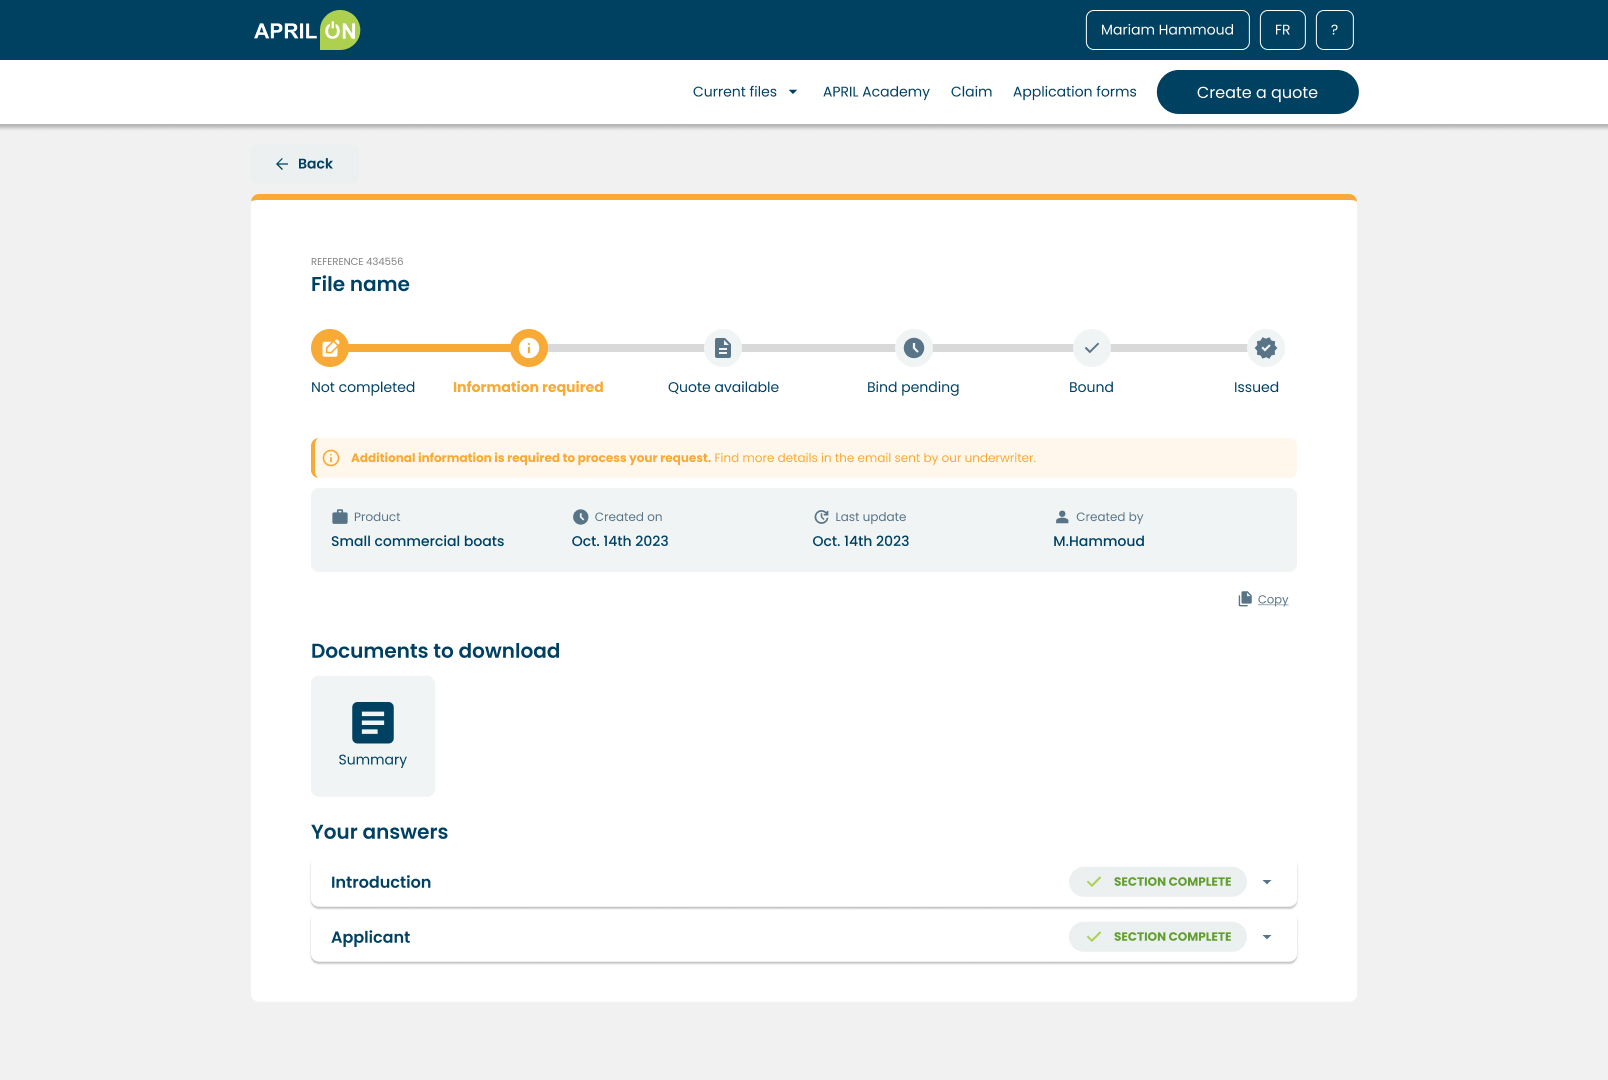 APRIL ON
Mariam Hammoud
FR
?
Current files
APRIL Academy
Claim
Application forms
Create a quote
Back
REFERENCE 434556
File name
Not completed
Information required
Quote available
Bind pending
Bound
Issued
Additional information is required to process your request. Find more details in the email sent by our underwriter.
Product
Created on
Last update
Created by
Small commercial boats
Oct. 14th 2023
Oct. 14th 2023
M.Hammoud
Copy
Documents to download
Summary
Your answers
Introduction
SECTION COMPLETE
Applicant
SECTION COMPLETE